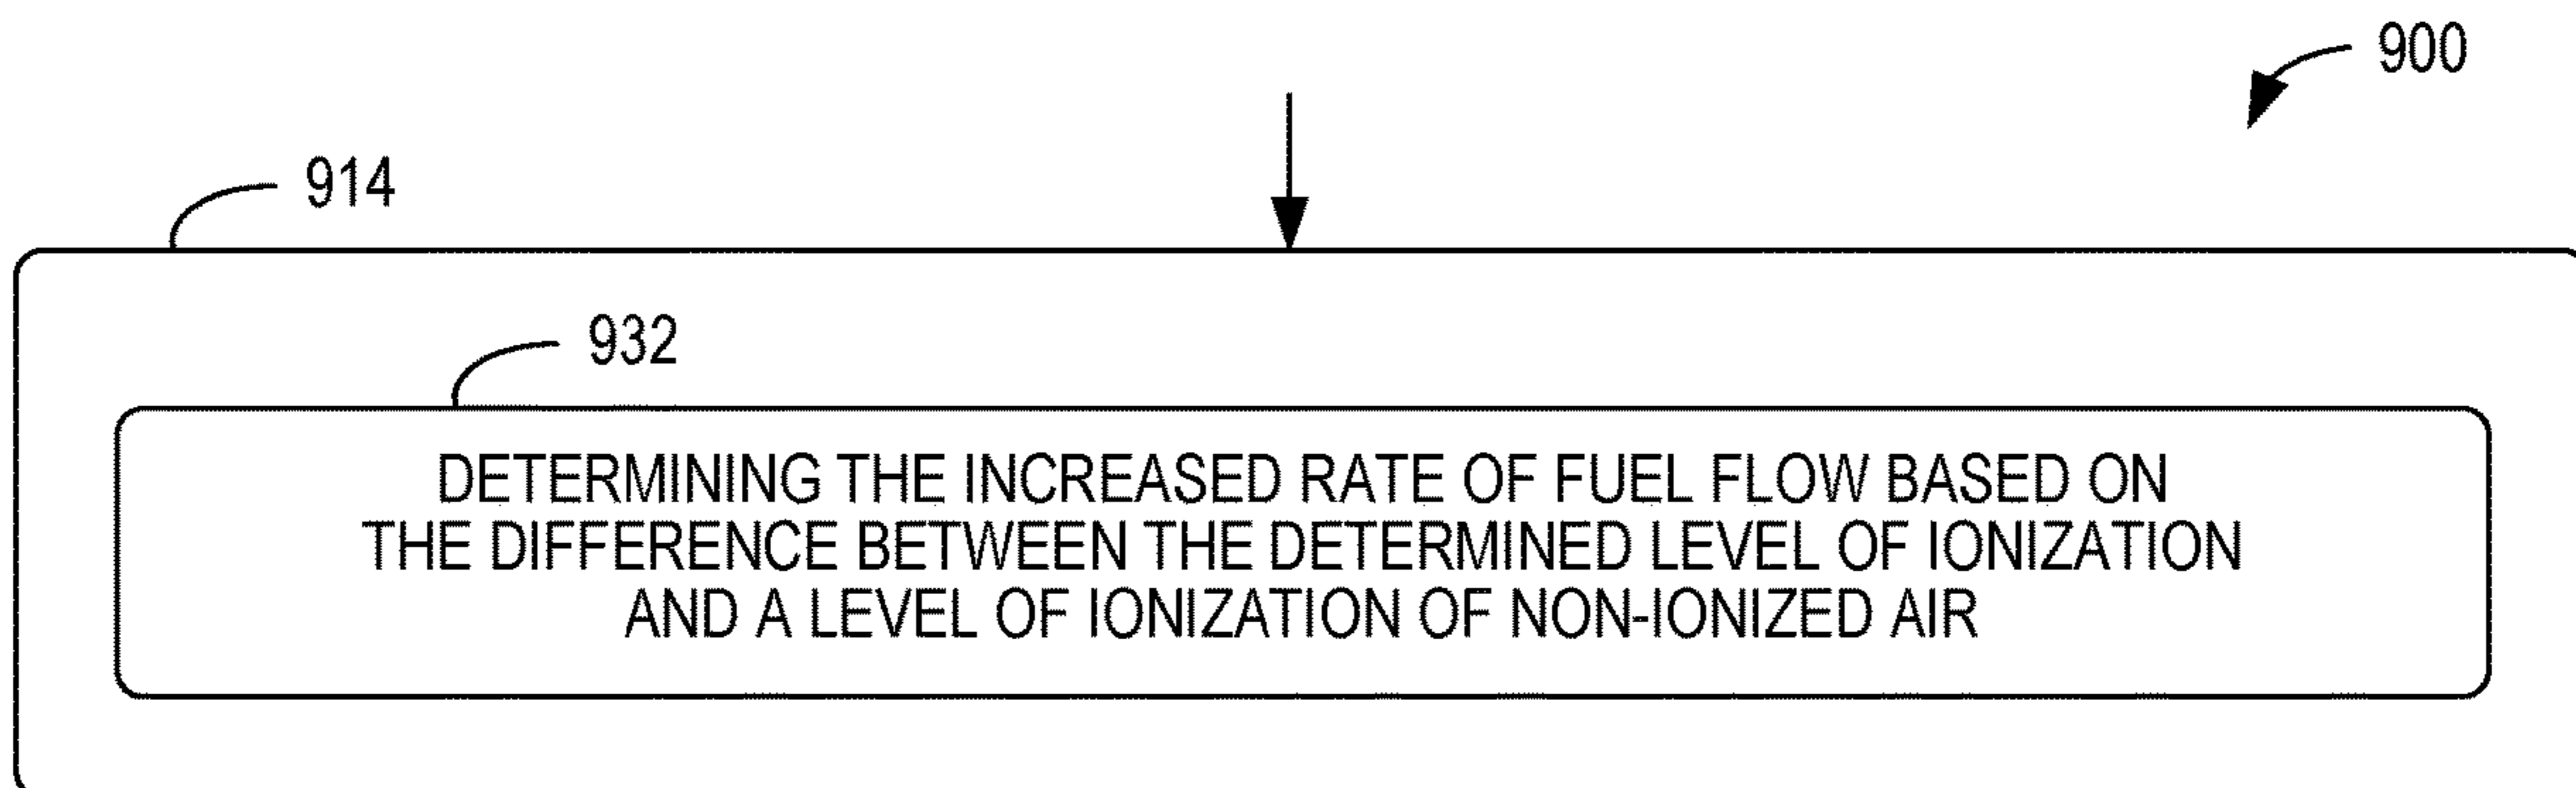 900
914
932
DETERMINING THE INCREASED RATE OF FUEL FLOW BASED ON
THE DIFFERENCE BETWEEN THE DETERMINED LEVEL OF IONIZATION
AND A LEVEL OF IONIZATION OF NON-IONIZED AIR